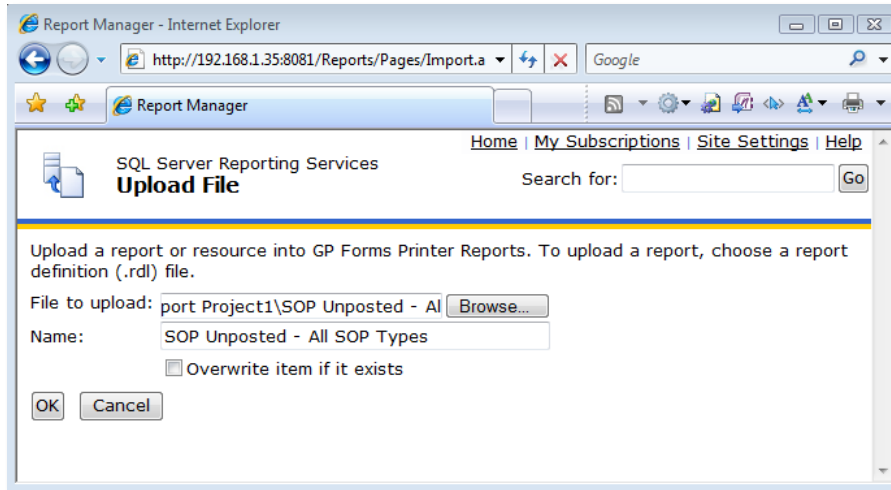 Report Manager - Internet Explorer
http://192.168.1.35:8081/Reports/Pages/Import.a
Google
Report Manager
Home | My Subscriptions | Site Settings | Help
SQL Server Reporting Services
Upload File
Search for:
Go
Upload a report or resource into GP Forms Printer Reports. To upload a report, choose a report
definition (.rdl) file.
File to upload: port Project1\SOP Unposted - Al Browse...
Name: SOP Unposted - All SOP Types
Overwrite item if it exists
OK Cancel